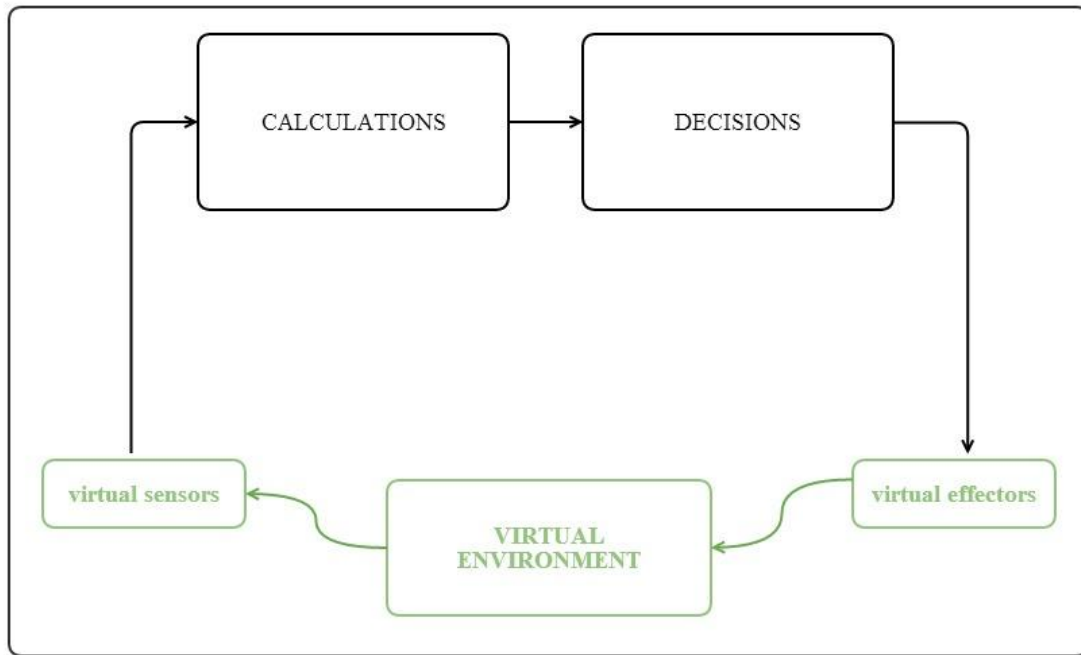 CALCULATIONS
DECISIONS
virtual sensors
VIRTUAL
ENVIRONMENT
virtual effectors